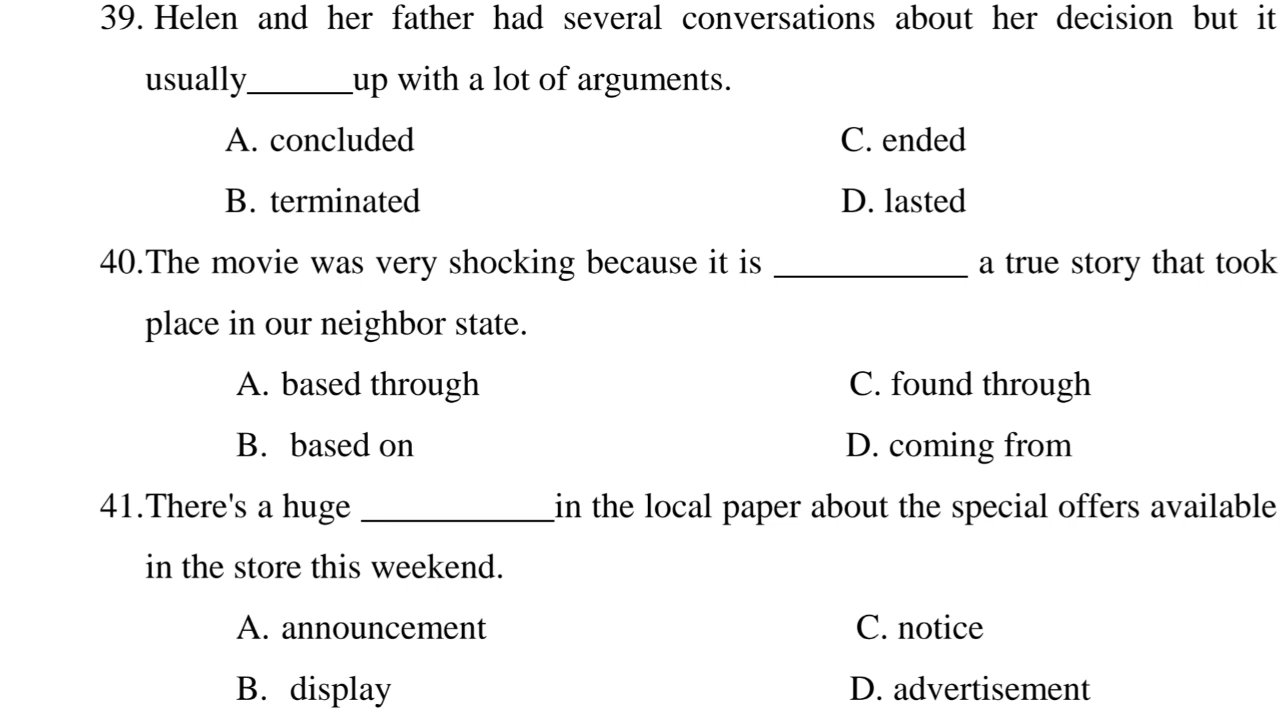 39. Helen and her father had several conversations about her decision but it
usually______up with a lot of arguments.
A. concluded C. ended
B. terminated D. lasted
40.The movie was very shocking because it is ___________ a true story that took
place in our neighbor state.
A. based through C. found through
B. based on D. coming from
41.There's a huge ___________in the local paper about the special offers available
in the store this weekend.
A. announcement C. notice
B. display D. advertisement